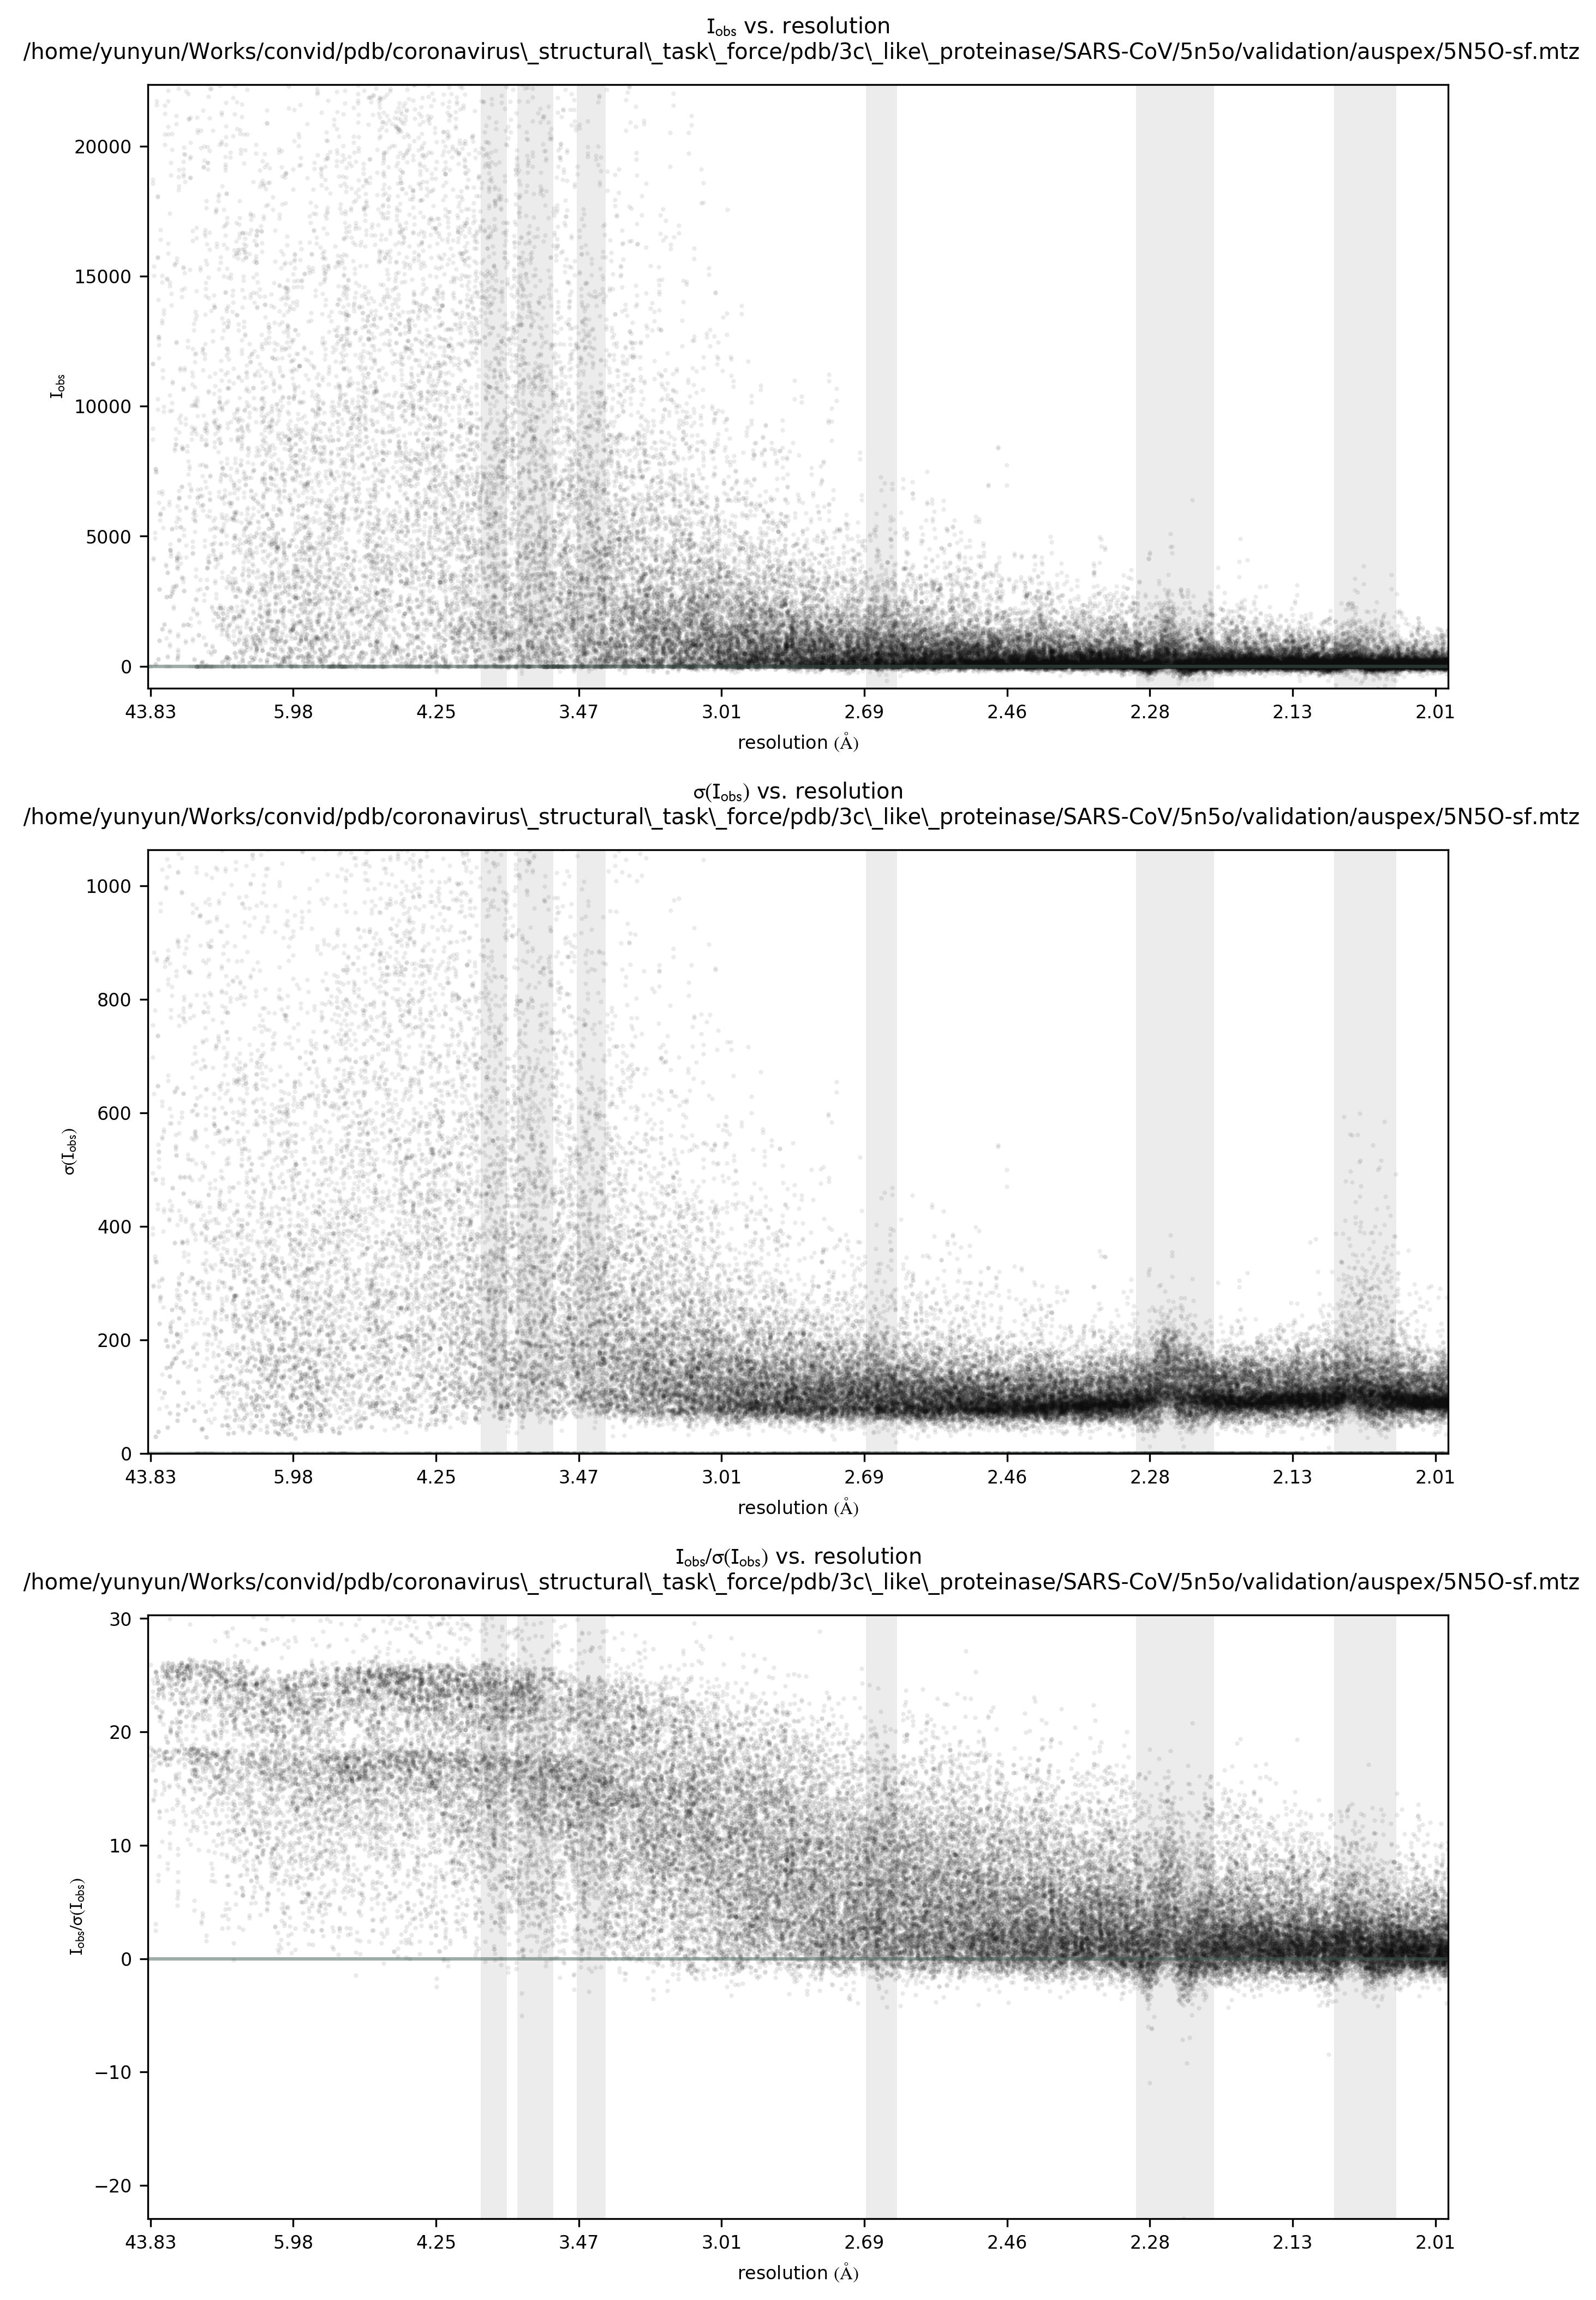 Iobs vs. resolution
/home/yunyun/Works/convid/pdb/coronavirus\_structural\_task\_force/pdb/3c\_like\_proteinase/SARS-CoV/5n5o/validation/auspex/5N5O-sf.mtz
Iobs
20000
15000
10000
5000
0
43.83 5.98 4.25 3.47 3.01 2.69 2.46 2.28 2.13 2.01
resolution (Å)
σ(Iobs) vs. resolution
/home/yunyun/Works/convid/pdb/coronavirus\_structural\_task\_force/pdb/3c\_like\_proteinase/SARS-CoV/5n5o/validation/auspex/5N5O-sf.mtz
σ(Iobs)
1000
800
600
400
200
0
43.83 5.98 4.25 3.47 3.01 2.69 2.46 2.28 2.13 2.01
resolution (Å)
Iobs/σ(Iobs) vs. resolution
/home/yunyun/Works/convid/pdb/coronavirus\_structural\_task\_force/pdb/3c\_like\_proteinase/SARS-CoV/5n5o/validation/auspex/5N5O-sf.mtz
Iobs/σ(Iobs)
30
20
10
0
−10
−20
43.83 5.98 4.25 3.47 3.01 2.69 2.46 2.28 2.13 2.01
resolution (Å)